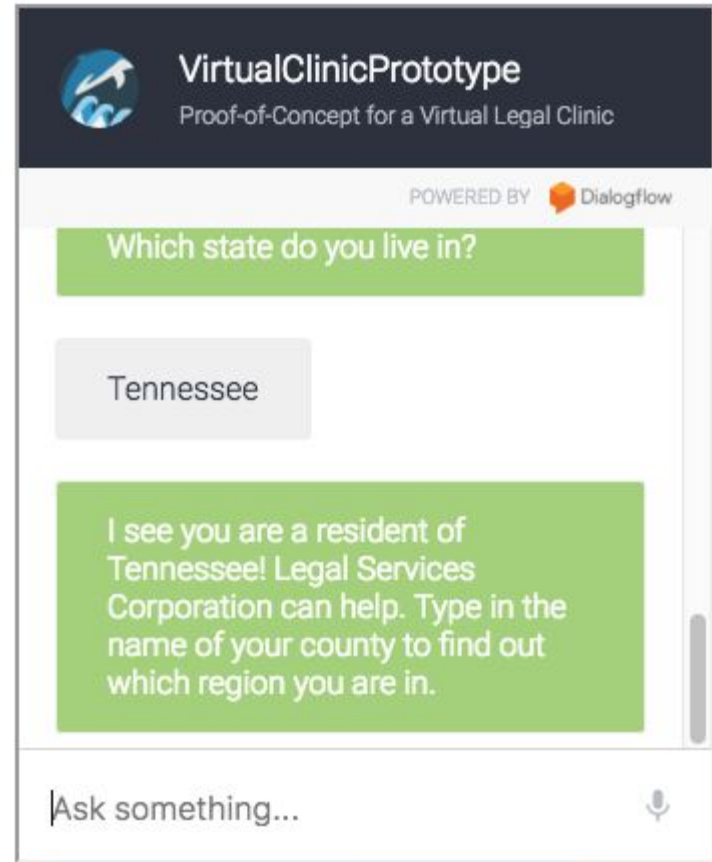 VirtualClinicPrototype
Proof-of-Concept for a Virtual Legal Clinic
POWERED BY Dialogflow
Which state do you live in?
Tennessee
I see you are a resident of
Tennessee! Legal Services
Corporation can help. Type in the
name of your county to find out
which region you are in.
Ask something...